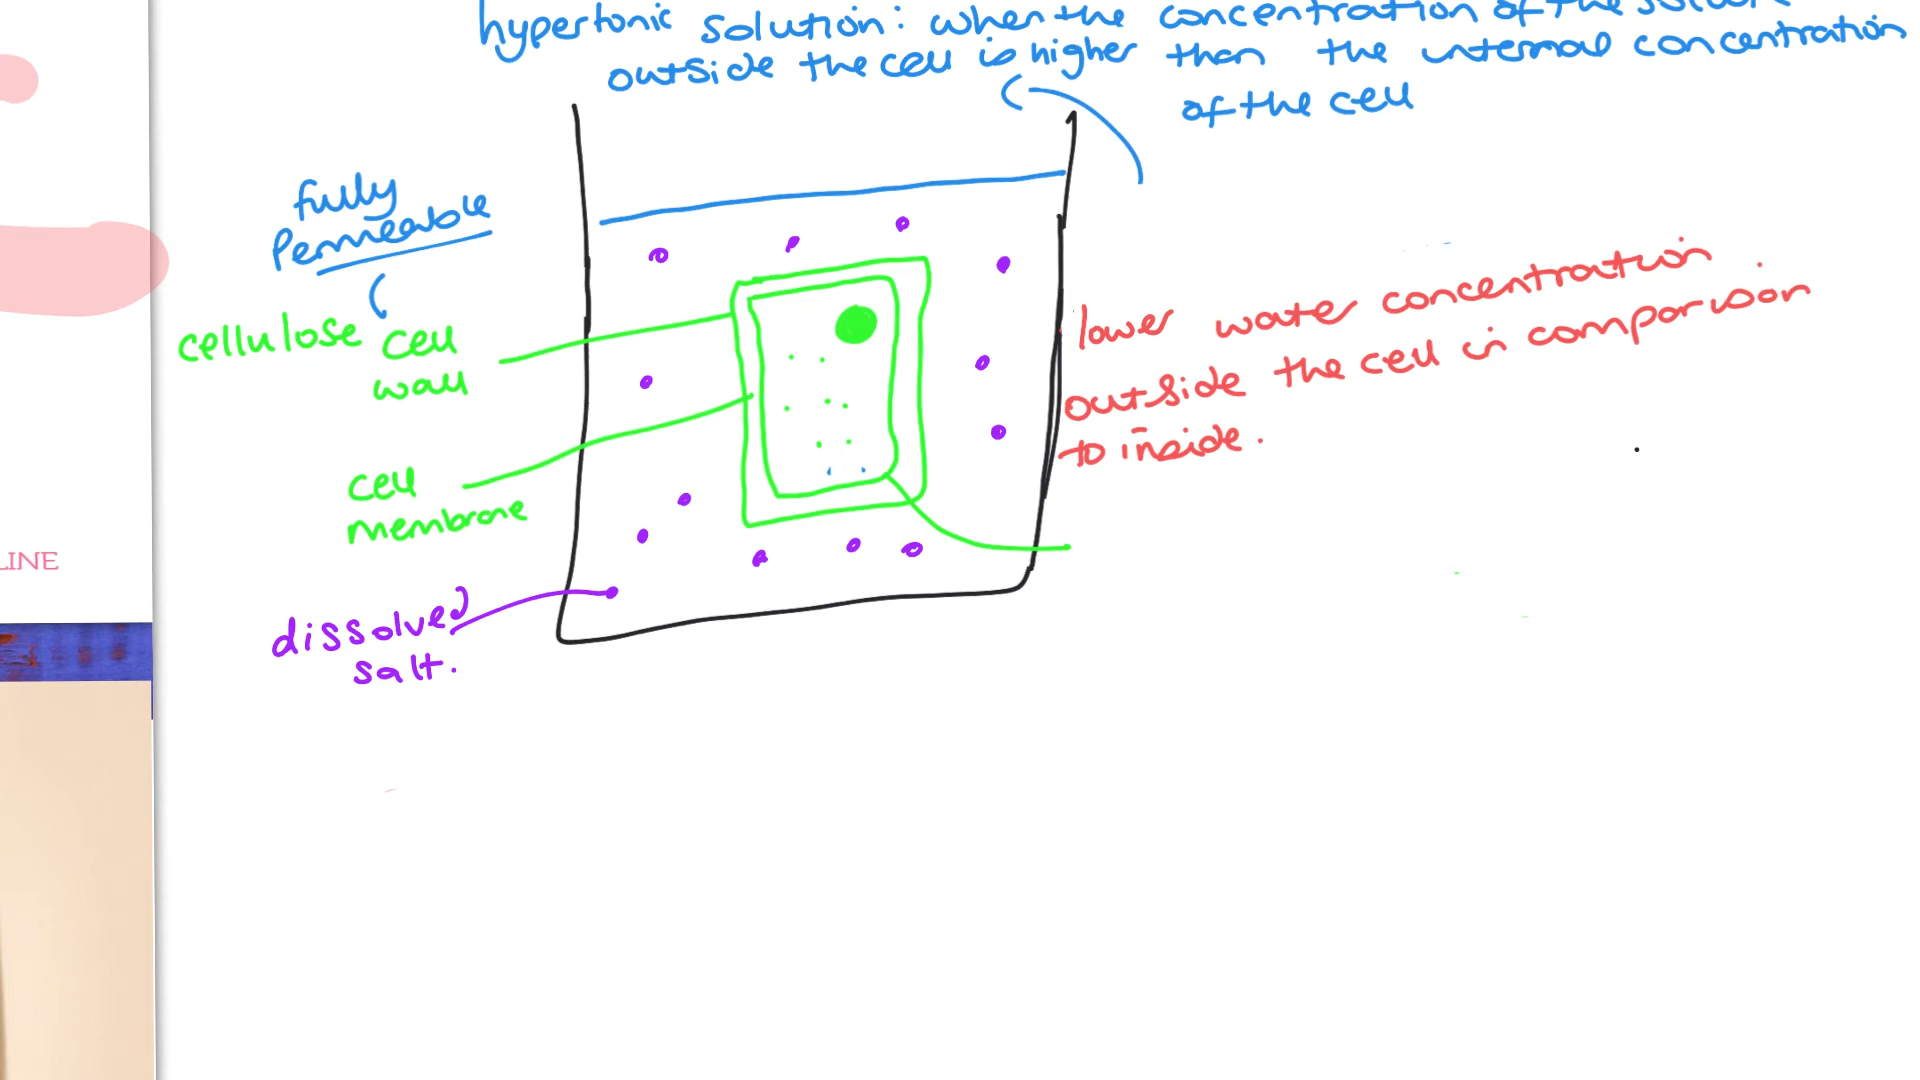 hypertonic solution: when the concentration of the
outside the cell is higher than the internal concentration
of the cell
fully
Permeable
cellulose cell
wall
lower water concentration
outside the cell in comparison
to inside.
cell
membrane
LINE
dissolved
salt.